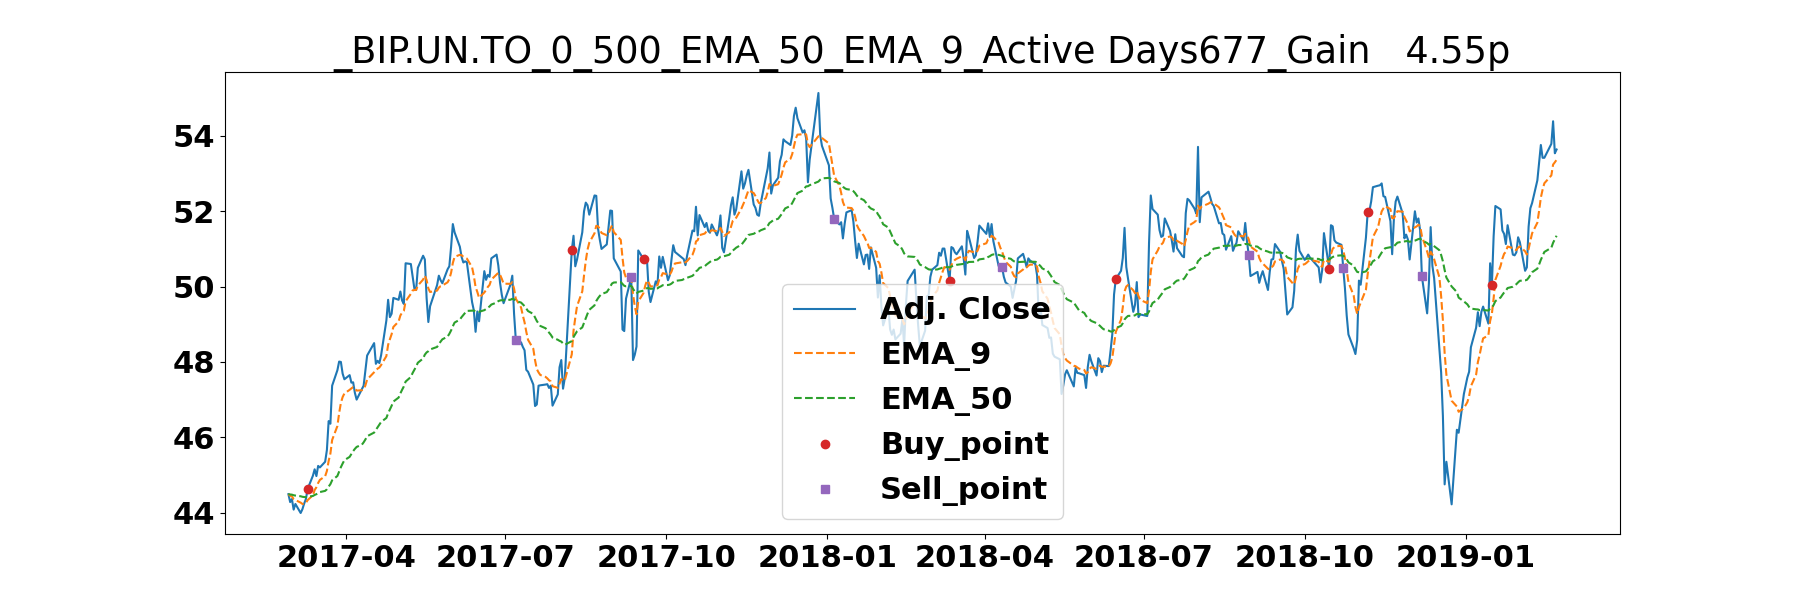 _BIP.UN.TO_0_500_EMA_50_EMA_9_Active Days677_Gain   4.55p
54
52
50
48
46
44
Adj. Close
EMA_9
EMA_50
Buy_point
Sell_point
2017-04 2017-07 2017-10 2018-01 2018-04 2018-07 2018-10 2019-01